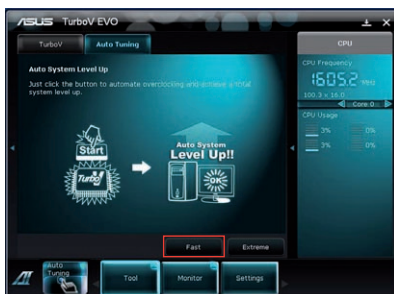 ASUS TurboV EVO
TurboV
Auto Tuning
Auto System Level Up
Just click the button to automate overclocking and achieve a total
system level up.
Start
Turbo
Auto System
Level Up!!
OK
Fast
Extreme
CPU
CPU Frequency
1605.2 MHz
100.3 x 16.0
Core 0
CPU Usage
3%
0%
3%
0%
Auto
Tuning
Tool
Monitor
Settings